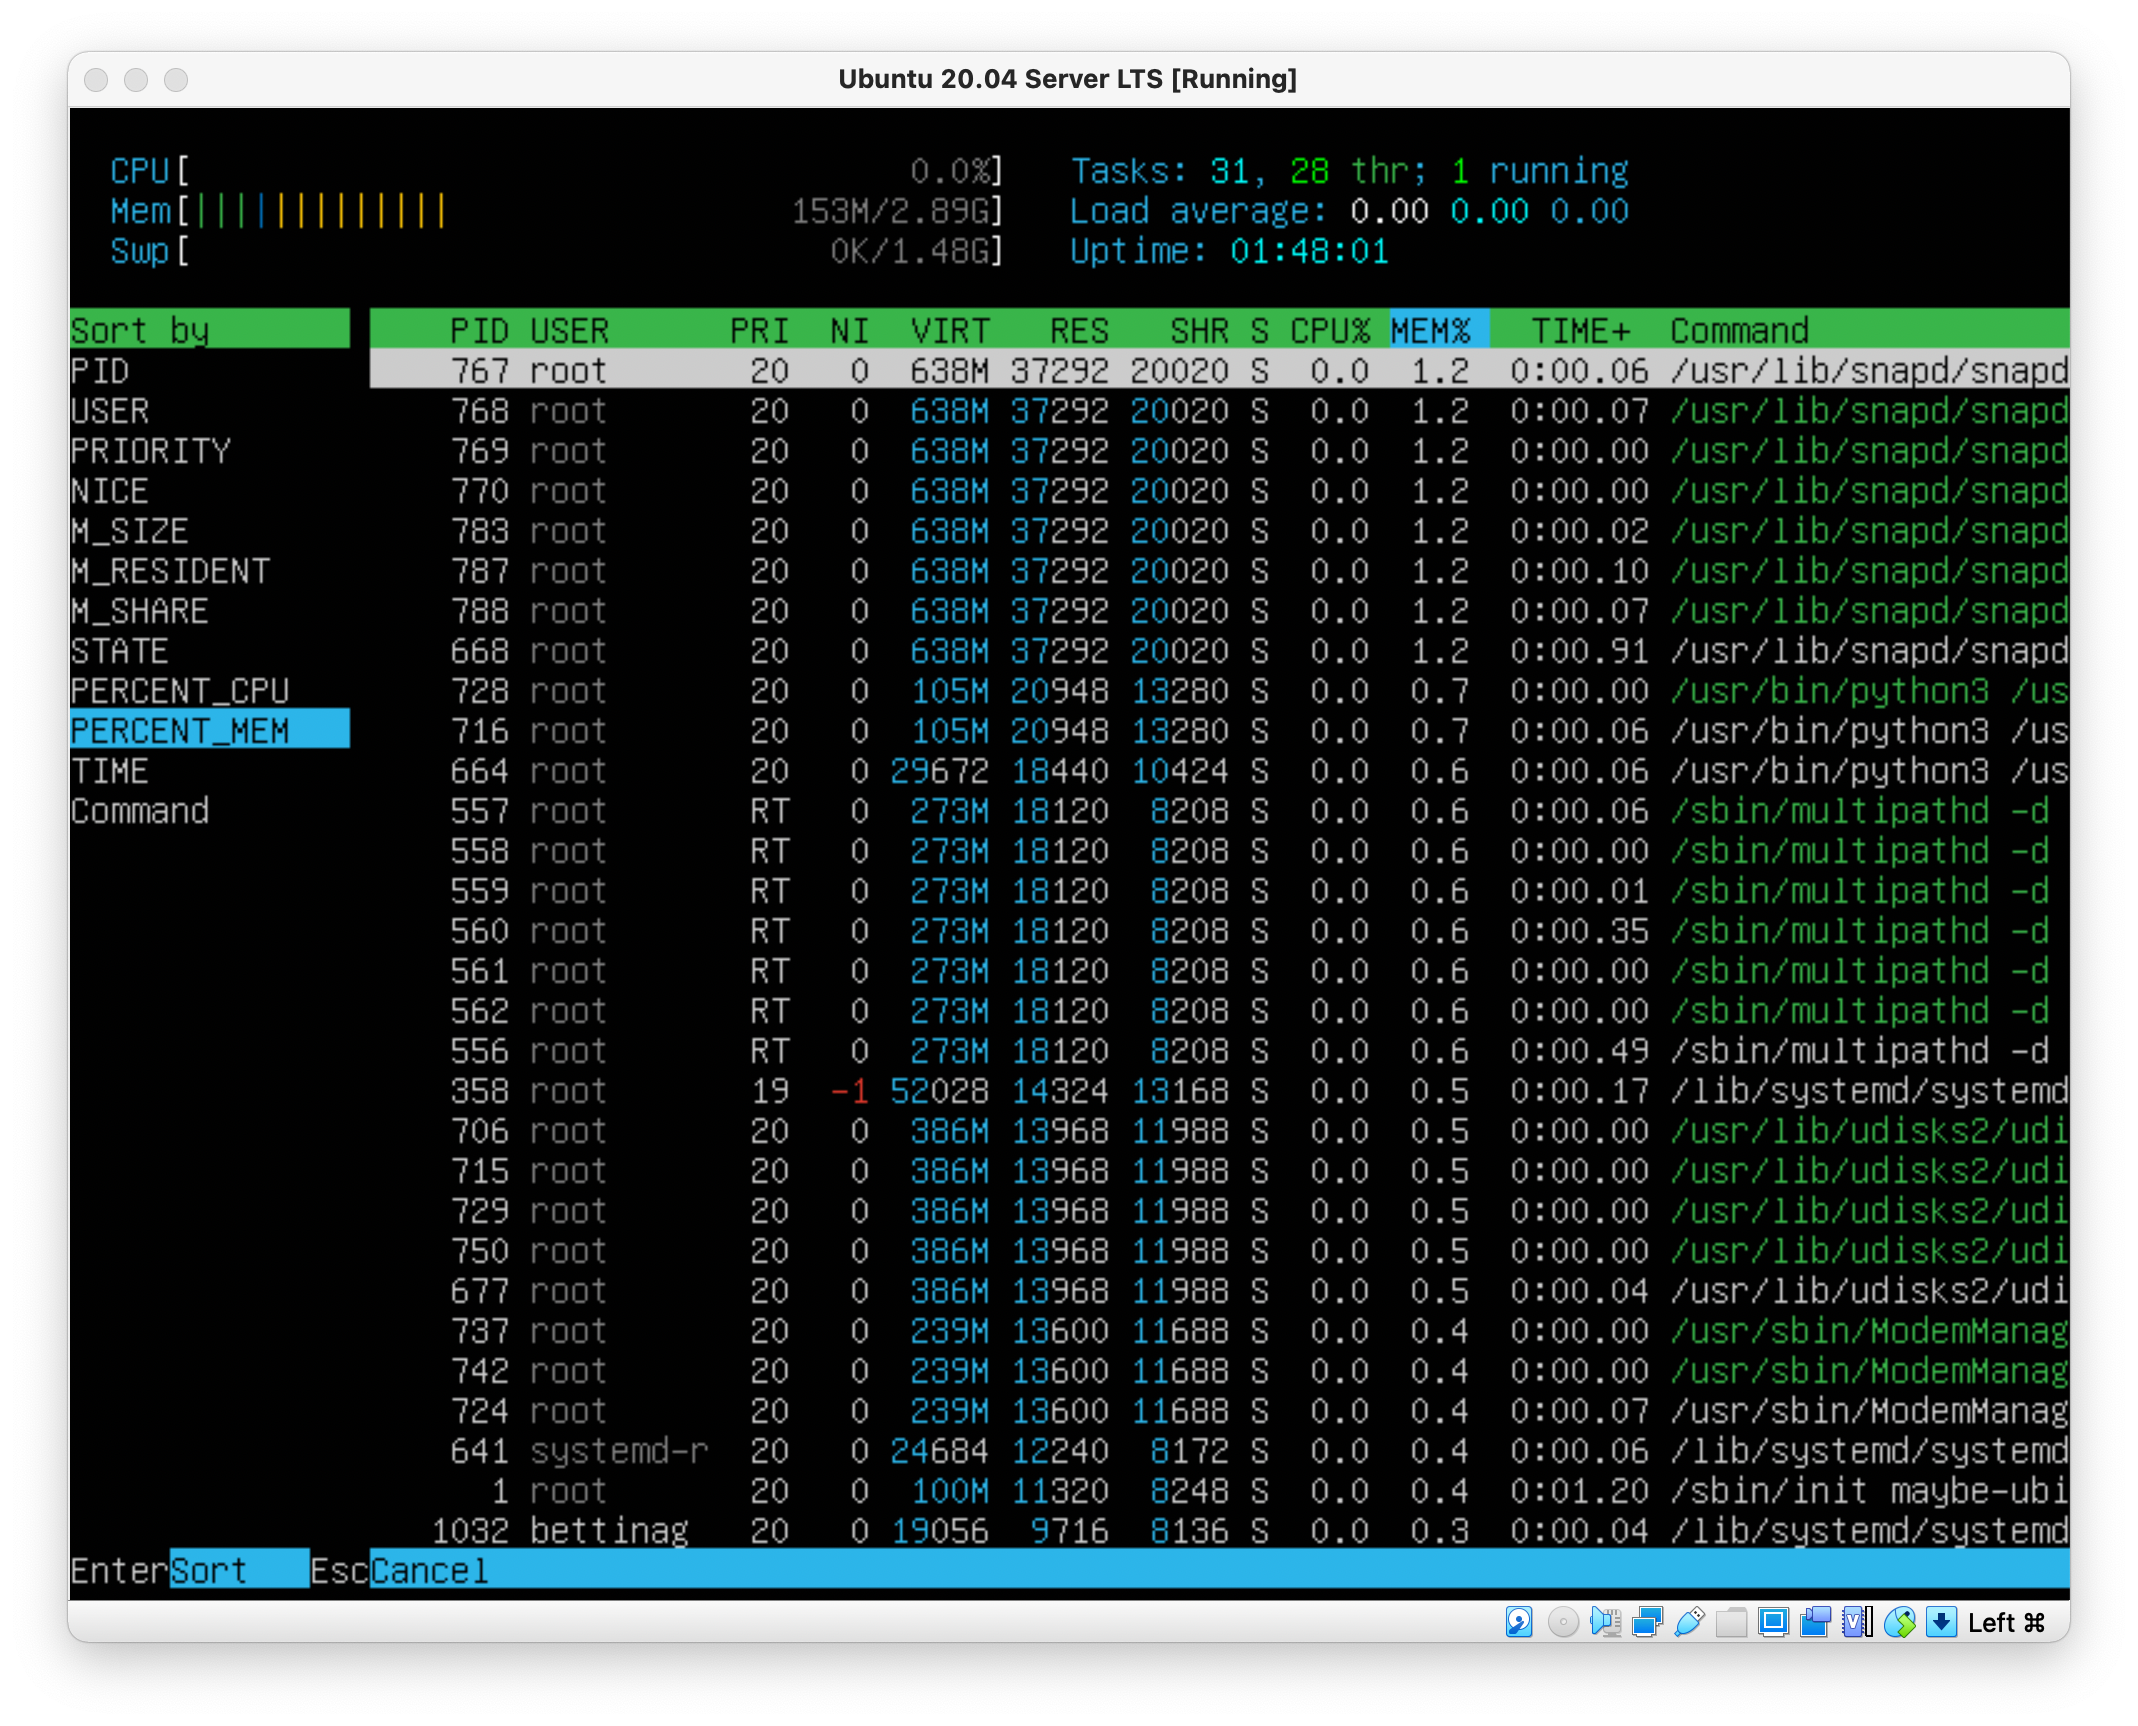 Ubuntu 20.04 Server LTS [Running]
CPU[ 0.0%] Tasks: 31, 28 thr; 1 running
Mem[||||||||||||| 153M/2.89G] Load average: 0.00 0.00 0.00
Swp[ 0K/1.48G] Uptime: 01:48:01
Sort by PID USER PRI NI VIRT RES SHR S CPU% MEM% TIME+ Command
PID 767 root 20 0 638M 37292 20020 S 0.0 1.2 0:00.06 /usr/lib/snapd/snapd
USER 768 root 20 0 638M 37292 20020 S 0.0 1.2 0:00.07 /usr/lib/snapd/snapd
PRIORITY 769 root 20 0 638M 37292 20020 S 0.0 1.2 0:00.00 /usr/lib/snapd/snapd
NICE 770 root 20 0 638M 37292 20020 S 0.0 1.2 0:00.00 /usr/lib/snapd/snapd
M_SIZE 783 root 20 0 638M 37292 20020 S 0.0 1.2 0:00.02 /usr/lib/snapd/snapd
M_RESIDENT 787 root 20 0 638M 37292 20020 S 0.0 1.2 0:00.10 /usr/lib/snapd/snapd
M_SHARE 788 root 20 0 638M 37292 20020 S 0.0 1.2 0:00.07 /usr/lib/snapd/snapd
STATE 668 root 20 0 638M 37292 20020 S 0.0 1.2 0:00.91 /usr/lib/snapd/snapd
PERCENT_CPU 728 root 20 0 105M 20948 13280 S 0.0 0.7 0:00.00 /usr/bin/python3 /us
PERCENT_MEM 716 root 20 0 105M 20948 13280 S 0.0 0.7 0:00.06 /usr/bin/python3 /us
TIME 664 root 20 0 29672 18440 10424 S 0.0 0.6 0:00.06 /usr/bin/python3 /us
Command 557 root RT 0 273M 18120 8208 S 0.0 0.6 0:00.06 /sbin/multipathd -d
558 root RT 0 273M 18120 8208 S 0.0 0.6 0:00.00 /sbin/multipathd -d
559 root RT 0 273M 18120 8208 S 0.0 0.6 0:00.01 /sbin/multipathd -d
560 root RT 0 273M 18120 8208 S 0.0 0.6 0:00.35 /sbin/multipathd -d
561 root RT 0 273M 18120 8208 S 0.0 0.6 0:00.00 /sbin/multipathd -d
562 root RT 0 273M 18120 8208 S 0.0 0.6 0:00.00 /sbin/multipathd -d
556 root RT 0 273M 18120 8208 S 0.0 0.6 0:00.49 /sbin/multipathd -d
358 root 19 -1 52028 14324 13168 S 0.0 0.5 0:00.17 /lib/systemd/systemd
706 root 20 0 386M 13968 11988 S 0.0 0.5 0:00.00 /usr/lib/udisks2/udi
715 root 20 0 386M 13968 11988 S 0.0 0.5 0:00.00 /usr/lib/udisks2/udi
729 root 20 0 386M 13968 11988 S 0.0 0.5 0:00.00 /usr/lib/udisks2/udi
750 root 20 0 386M 13968 11988 S 0.0 0.5 0:00.00 /usr/lib/udisks2/udi
677 root 20 0 386M 13968 11988 S 0.0 0.5 0:00.04 /usr/lib/udisks2/udi
737 root 20 0 239M 13600 11688 S 0.0 0.4 0:00.00 /usr/sbin/ModemManag
742 root 20 0 239M 13600 11688 S 0.0 0.4 0:00.00 /usr/sbin/ModemManag
724 root 20 0 239M 13600 11688 S 0.0 0.4 0:00.07 /usr/sbin/ModemManag
641 systemd-r 20 0 24684 12240 8172 S 0.0 0.4 0:00.06 /lib/systemd/systemd
1 root 20 0 100M 11320 8248 S 0.0 0.4 0:01.20 /sbin/init maybe-ubi
1032 bettinag 20 0 19056 9716 8136 S 0.0 0.3 0:00.04 /lib/systemd/systemd
EnterSort EscCancel
Left ⌘